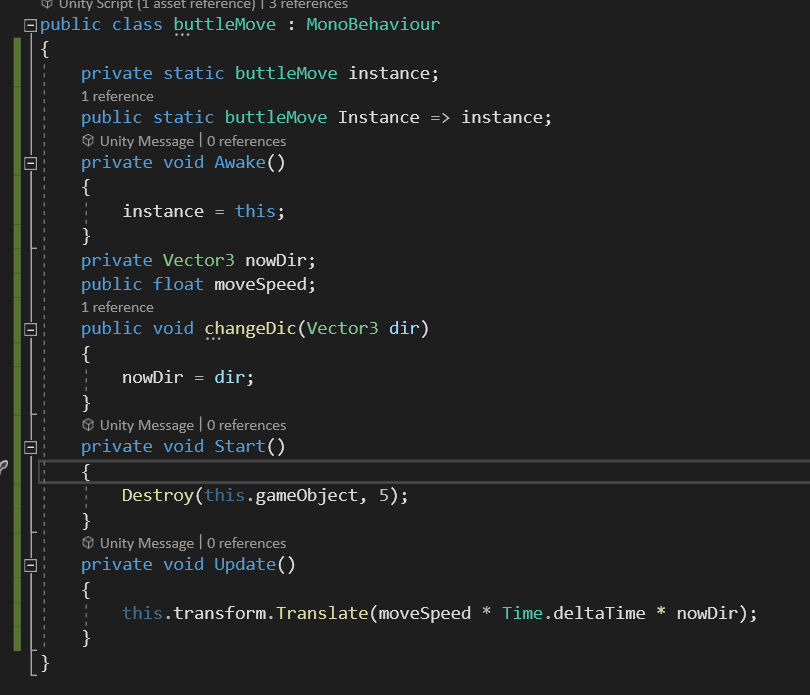 Unity Script (1 asset reference) | 3 references
public class buttleMove : MonoBehaviour
{
private static buttleMove instance;
1 reference
public static buttleMove Instance => instance;
Unity Message | 0 references
private void Awake()
{
instance = this;
}
private Vector3 nowDir;
public float moveSpeed;
1 reference
public void changeDic(Vector3 dir)
{
nowDir = dir;
}
Unity Message | 0 references
private void Start()
{
Destroy(this.gameObject, 5);
}
Unity Message | 0 references
private void Update()
{
this.transform.Translate(moveSpeed * Time.deltaTime * nowDir);
}
}